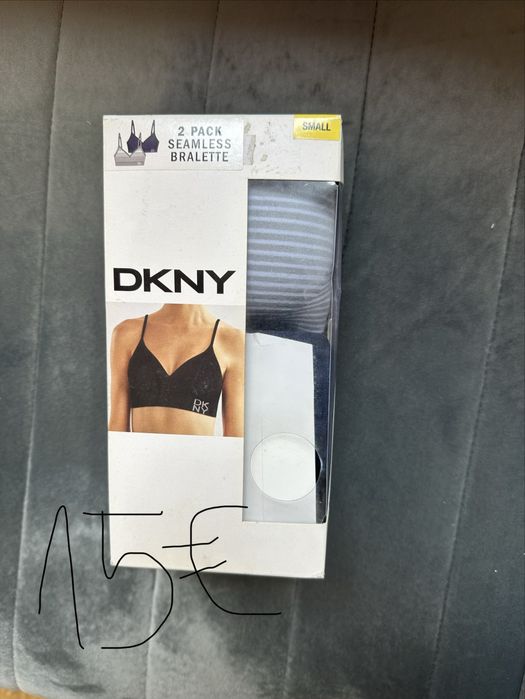 2 PACK
SEAMLESS
BRALETTE
SMALL
DKNY
DK
NY
15€